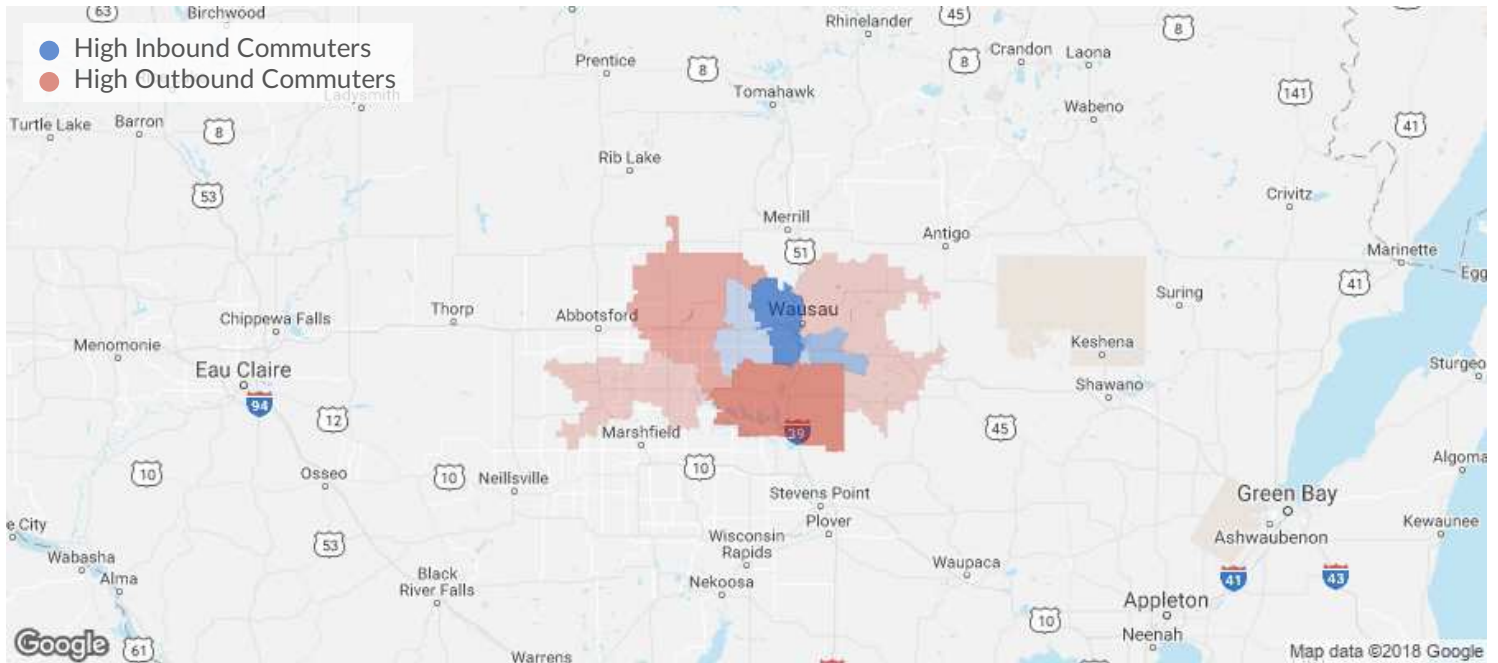 63
Birchwood
45
8
Rhinelander
High Inbound Commuters
High Outbound Commuters
Ladysmith
Prentice
8
8
Crandon
Laona
Tomahawk
141
Wabeno
Turtle Lake
Barron
8
41
Rib Lake
53
Crivitz
Merrill
Antigo
51
Marinette
Egg
41
Suring
Thorp
Abbotsford
Wausau
Chippewa Falls
Menomonie
Keshena
Eau Claire
Sturgeo
Shawano
94
12
39
45
Marshfield
10
10
10
Osseo
Neillsville
Algoma
Stevens Point
Green Bay
e City
Plover
Kewaunee
Ashwaubenon
53
Wisconsin
Rapids
Wabasha
Waupaca
Alma
Black
River Falls
Nekoosa
41
43
Appleton
10
Neenah
Google
61
Warrens
Map data ©2018 Google